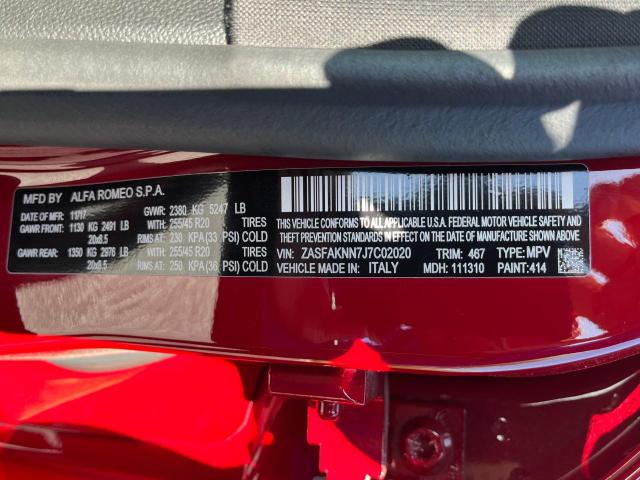 MFD BY ALFA ROMEO S.P.A.
DATE OF MFR 11/17 GVWR: 2380 KG 5247 LB
GAWR FRONT: 1130 KG 2491 LB 255/45 R20 TIRES
20x8.5 RIMS AT: 230 KPA (33 PSI) COLD
GAWR REAR: 1350 KG 2976 LB 255/45 R20 TIRES
20x8.5 RIMS AT: 250 KPA (36 PSI) COLD
THIS VEHICLE CONFORMS TO ALL APPLICABLE U.S.A. FEDERAL MOTOR VEHICLE SAFETY AND
THEFT PREVENTION STANDARDS IN EFFECT ON THE DATE OF MANUFACTURE SHOWN ABOVE.
VIN: ZASFAKNN7J7C02020 TRIM: 467 TYPE: MPV
VEHICLE MADE IN: ITALY MDH: 111310 PAINT: 414